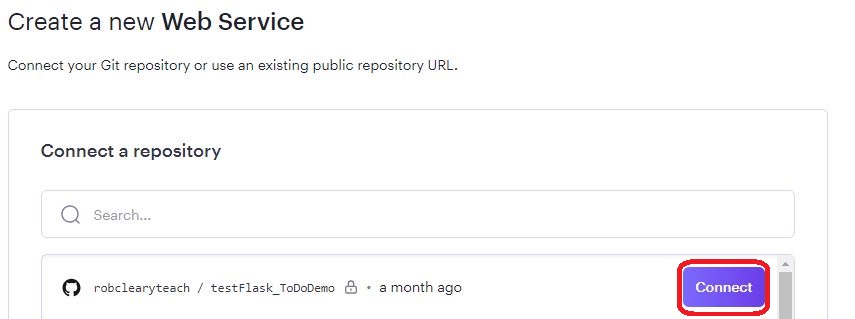 Create a new Web Service
Connect your Git repository or use an existing public repository URL.
Connect a repository
Search...
robclearyteach / testFlask_ToDoDemo • a month ago Connect